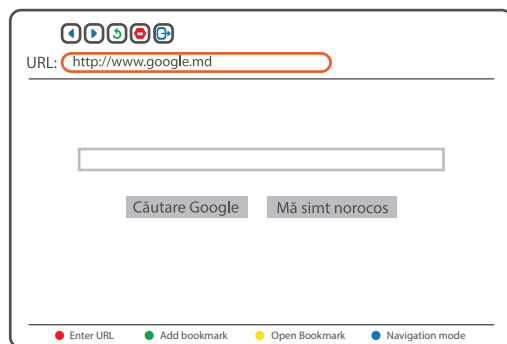 URL: http://www.google.md
Căutare Google Mă simt norocos
Enter URL Add bookmark Open Bookmark Navigation mode